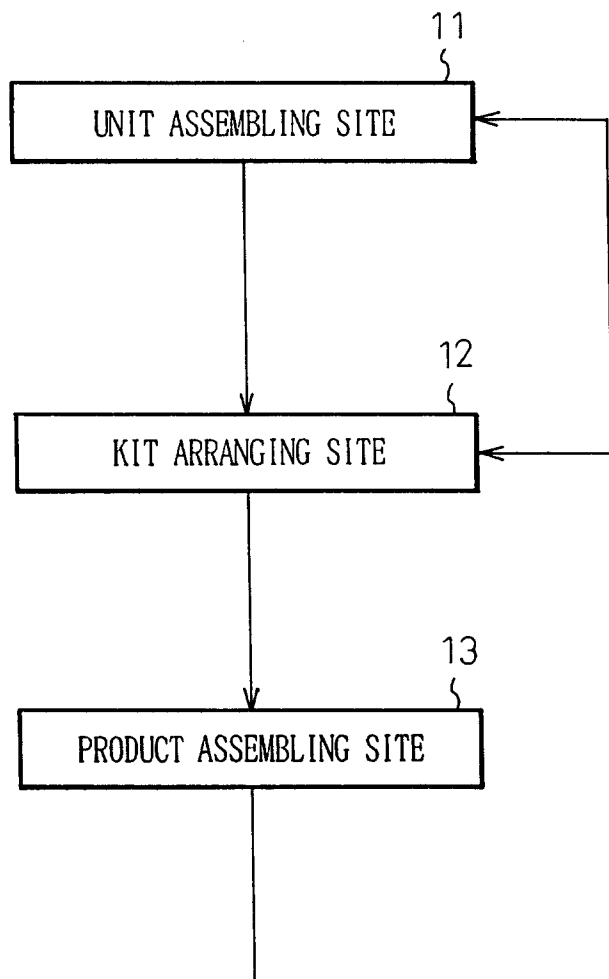 11
UNIT ASSEMBLING SITE
12
KIT ARRANGING SITE
13
PRODUCT ASSEMBLING SITE